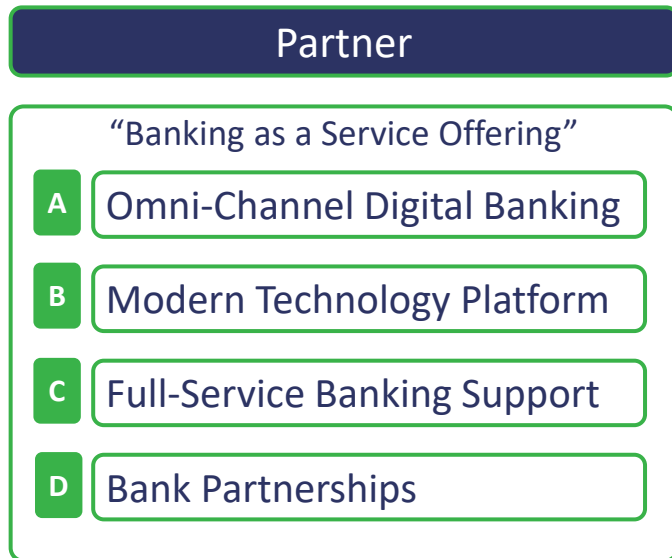 Partner
“Banking as a Service Offering”
A Omni-Channel Digital Banking
B Modern Technology Platform
C Full-Service Banking Support
D Bank Partnerships